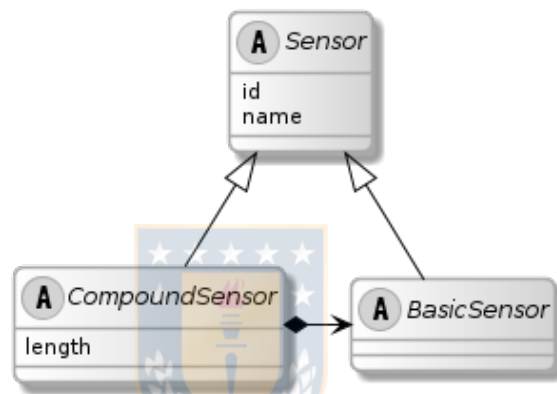 A Sensor
id
name
A CompoundSensor
length
A BasicSensor